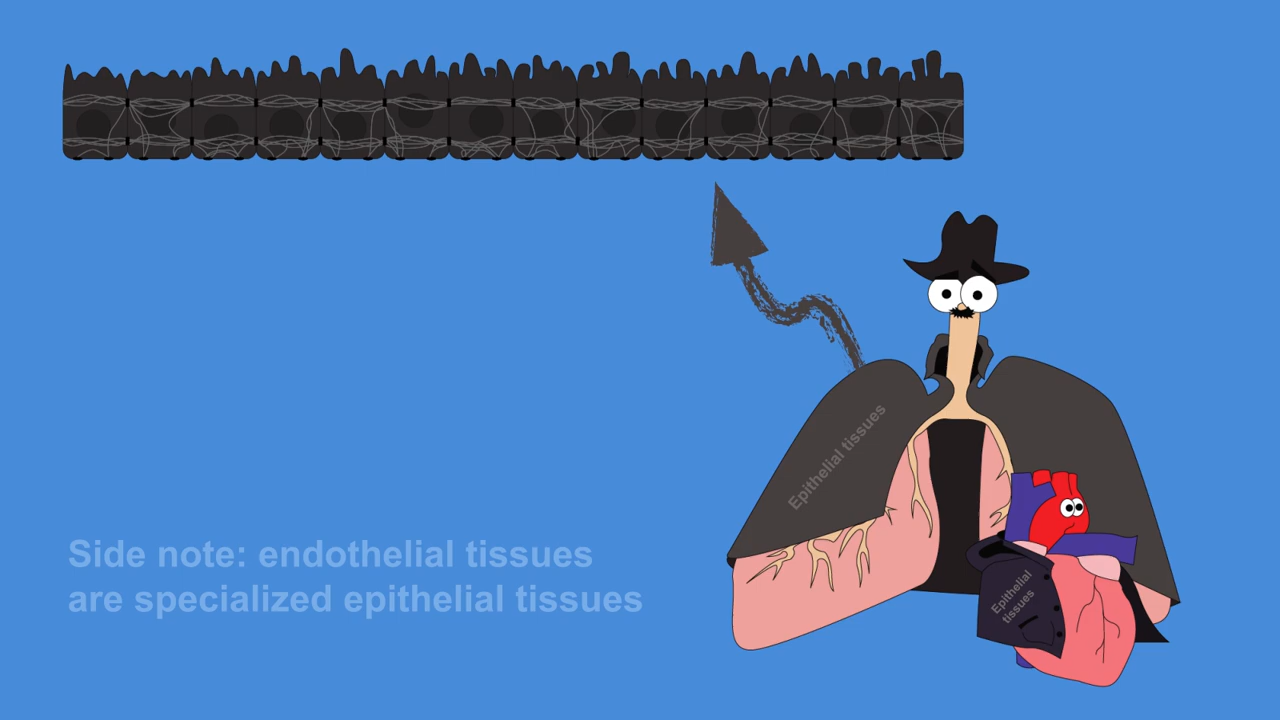 Epithelial tissues
Epithelial
tissues
Side note: endothelial tissues
are specialized epithelial tissues